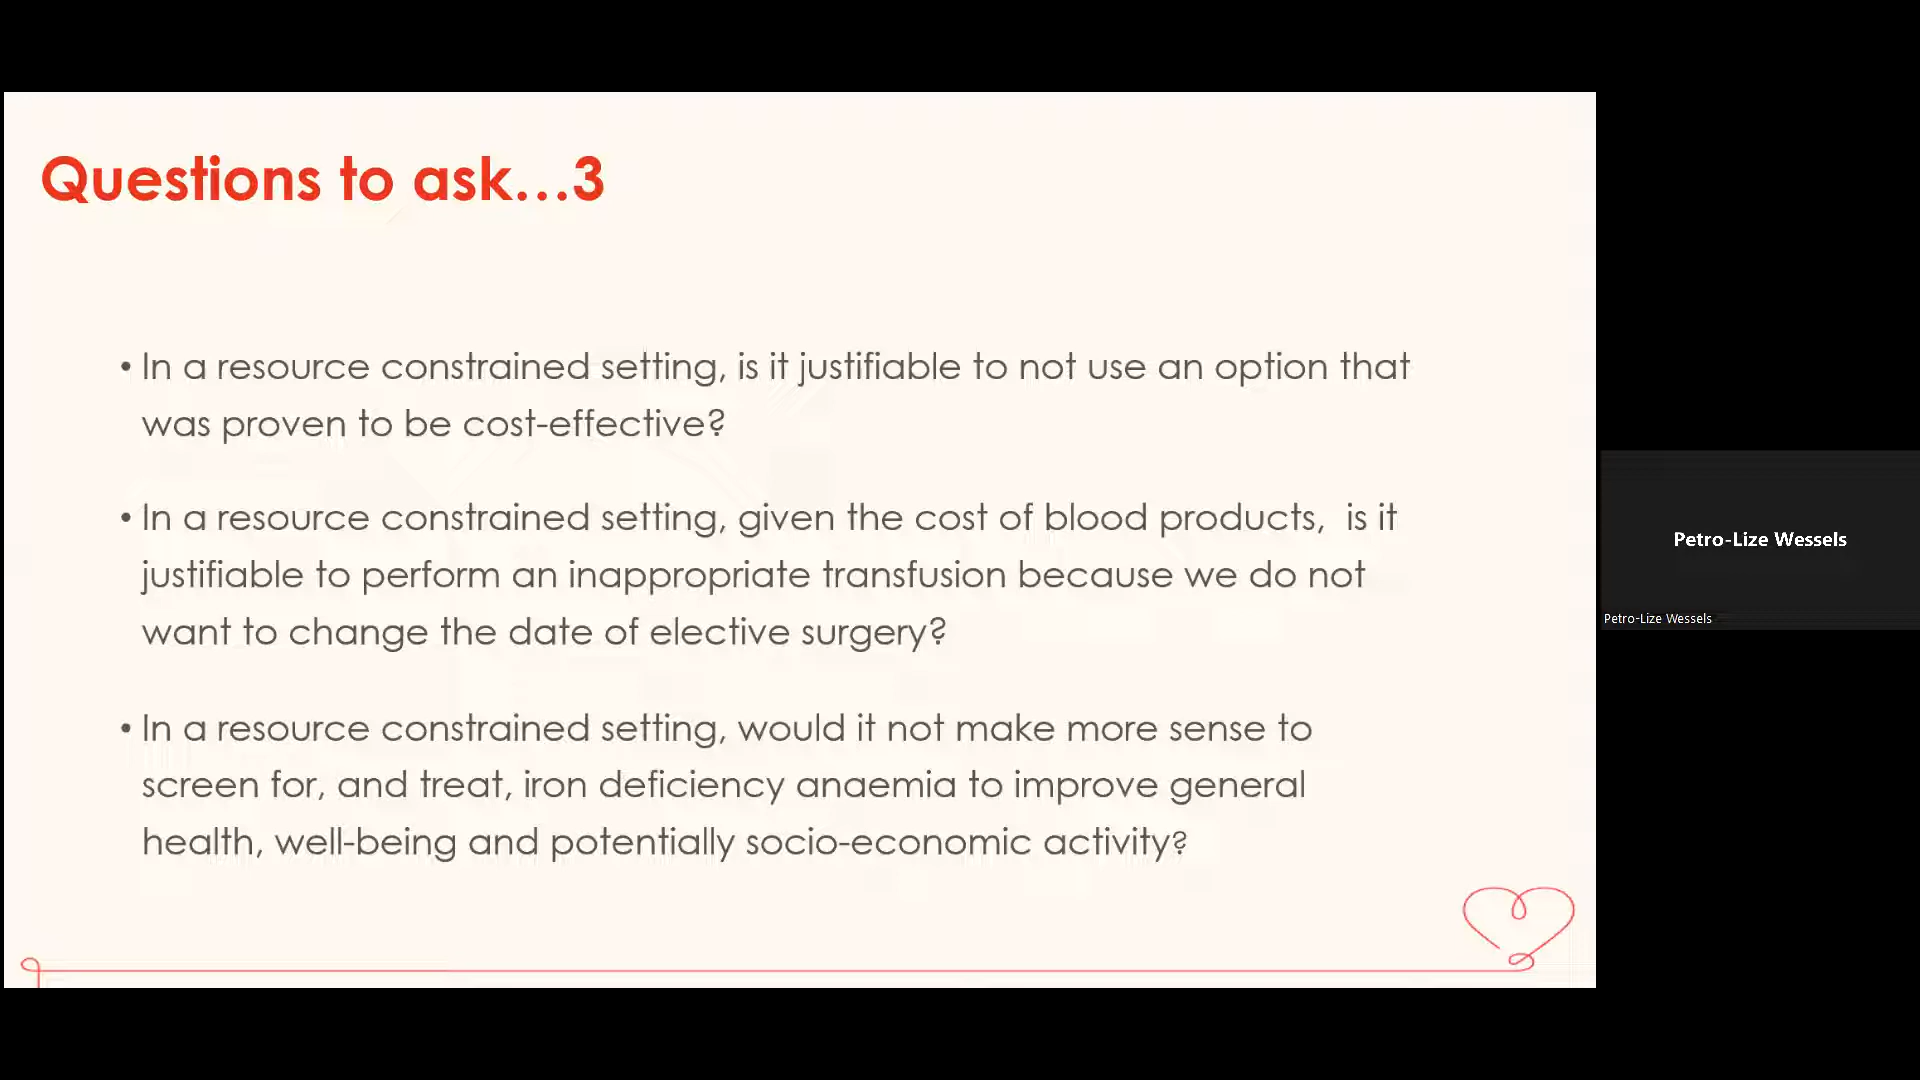 Questions to ask...3
• In a resource constrained setting, is it justifiable to not use an option that
was proven to be cost-effective?
• In a resource constrained setting, given the cost of blood products,  is it
justifiable to perform an inappropriate transfusion because we do not
want to change the date of elective surgery?
• In a resource constrained setting, would it not make more sense to
screen for, and treat, iron deficiency anaemia to improve general
health, well-being and potentially socio-economic activity?
Petro-Lize Wessels
Petro-Lize Wessels